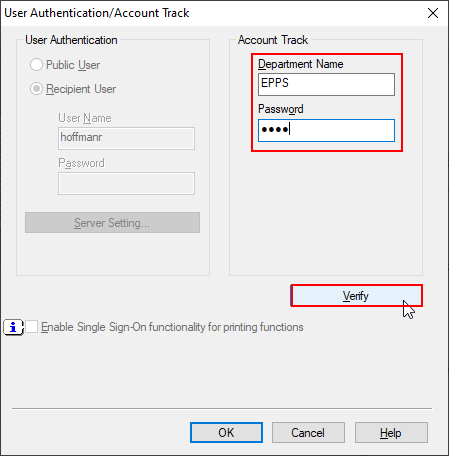 User Authentication/Account Track
User Authentication
Public User
Recipient User
User Name
hoffmanr
Password
Server Setting...
Account Track
Department Name
EPPS
Password
●●●●
Verify
Enable Single Sign-On functionality for printing functions
OK
Cancel
Help